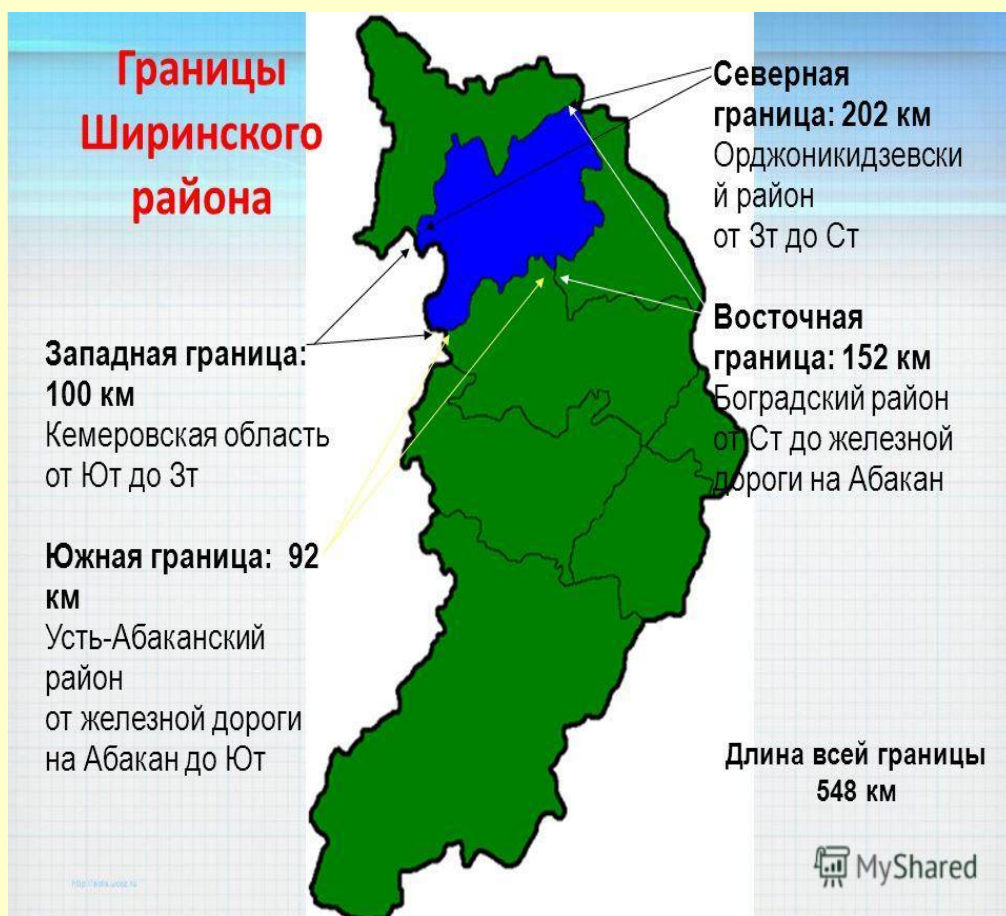 Границы
Ширинского
района
Северная
граница: 202 км
Орджоникидзевски
й район
от Зт до Ст
Восточная
граница: 152 км
Боградский район
от Ст до железной
дороги на Абакан
Западная граница:
100 км
Кемеровская область
от Ют до Зт
Южная граница: 92
км
Усть-Абаканский
район
от железной дороги
на Абакан до Ют
Длина всей границы
548 км
MyShared